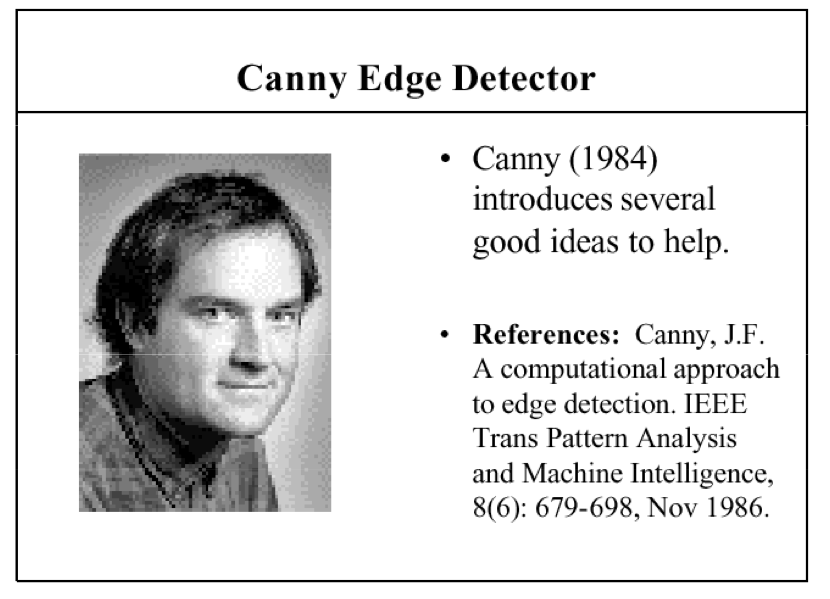 Canny Edge Detector
• Canny (1984)
introduces several
good ideas to help.
• References: Canny, J.F.
A computational approach
to edge detection. IEEE
Trans Pattern Analysis
and Machine Intelligence,
8(6): 679-698, Nov 1986.